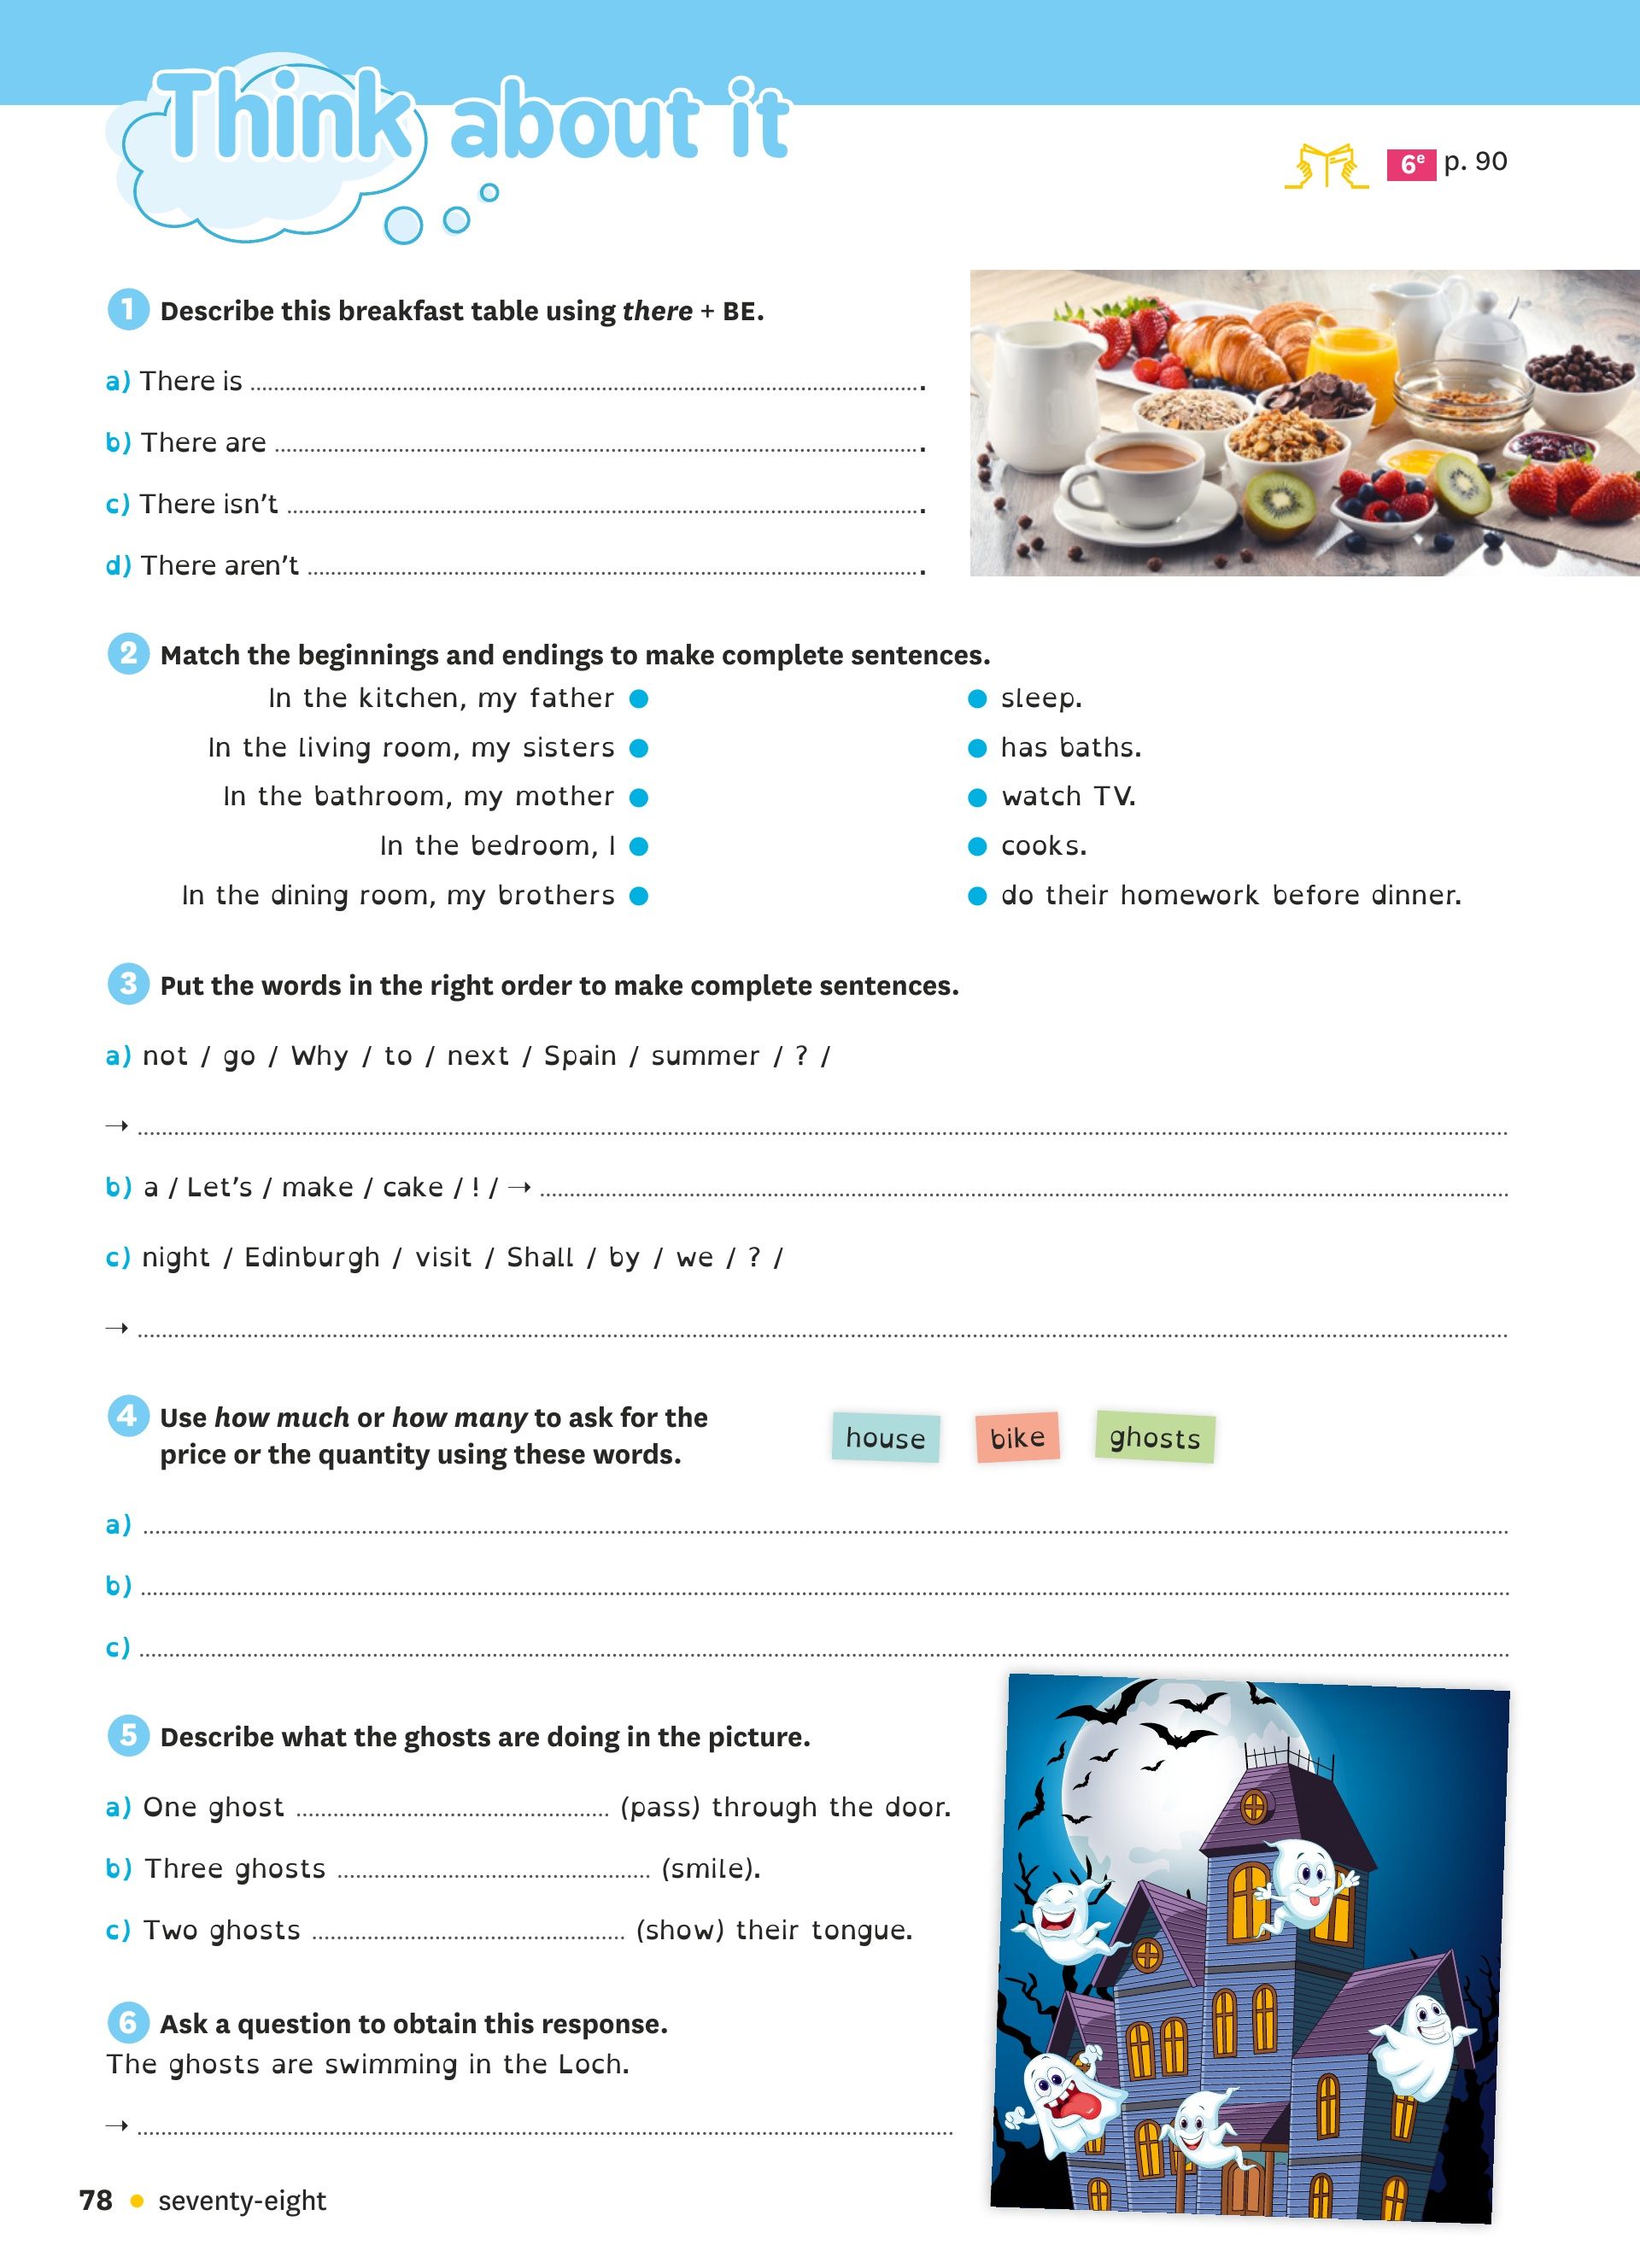 Think about it
6e p. 90
1 Describe this breakfast table using there + BE.
a) There is .
b) There are .
c) There isn't .
d) There aren't .
2 Match the beginnings and endings to make complete sentences.
In the kitchen, my father ● ● sleep.
In the living room, my sisters ● ● has baths.
In the bathroom, my mother ● ● watch TV.
In the bedroom, I ● ● cooks.
In the dining room, my brothers ● ● do their homework before dinner.
3 Put the words in the right order to make complete sentences.
a) not / go / Why / to / next / Spain / summer / ? /
→
b) a / Let's / make / cake / ! / →
c) night / Edinburgh / visit / Shall / by / we / ? /
→
4 Use how much or how many to ask for the
price or the quantity using these words.
house bike ghosts
a)
b)
c)
5 Describe what the ghosts are doing in the picture.
a) One ghost (pass) through the door.
b) Three ghosts (smile).
c) Two ghosts (show) their tongue.
6 Ask a question to obtain this response.
The ghosts are swimming in the Loch.
→
78 ● seventy-eight